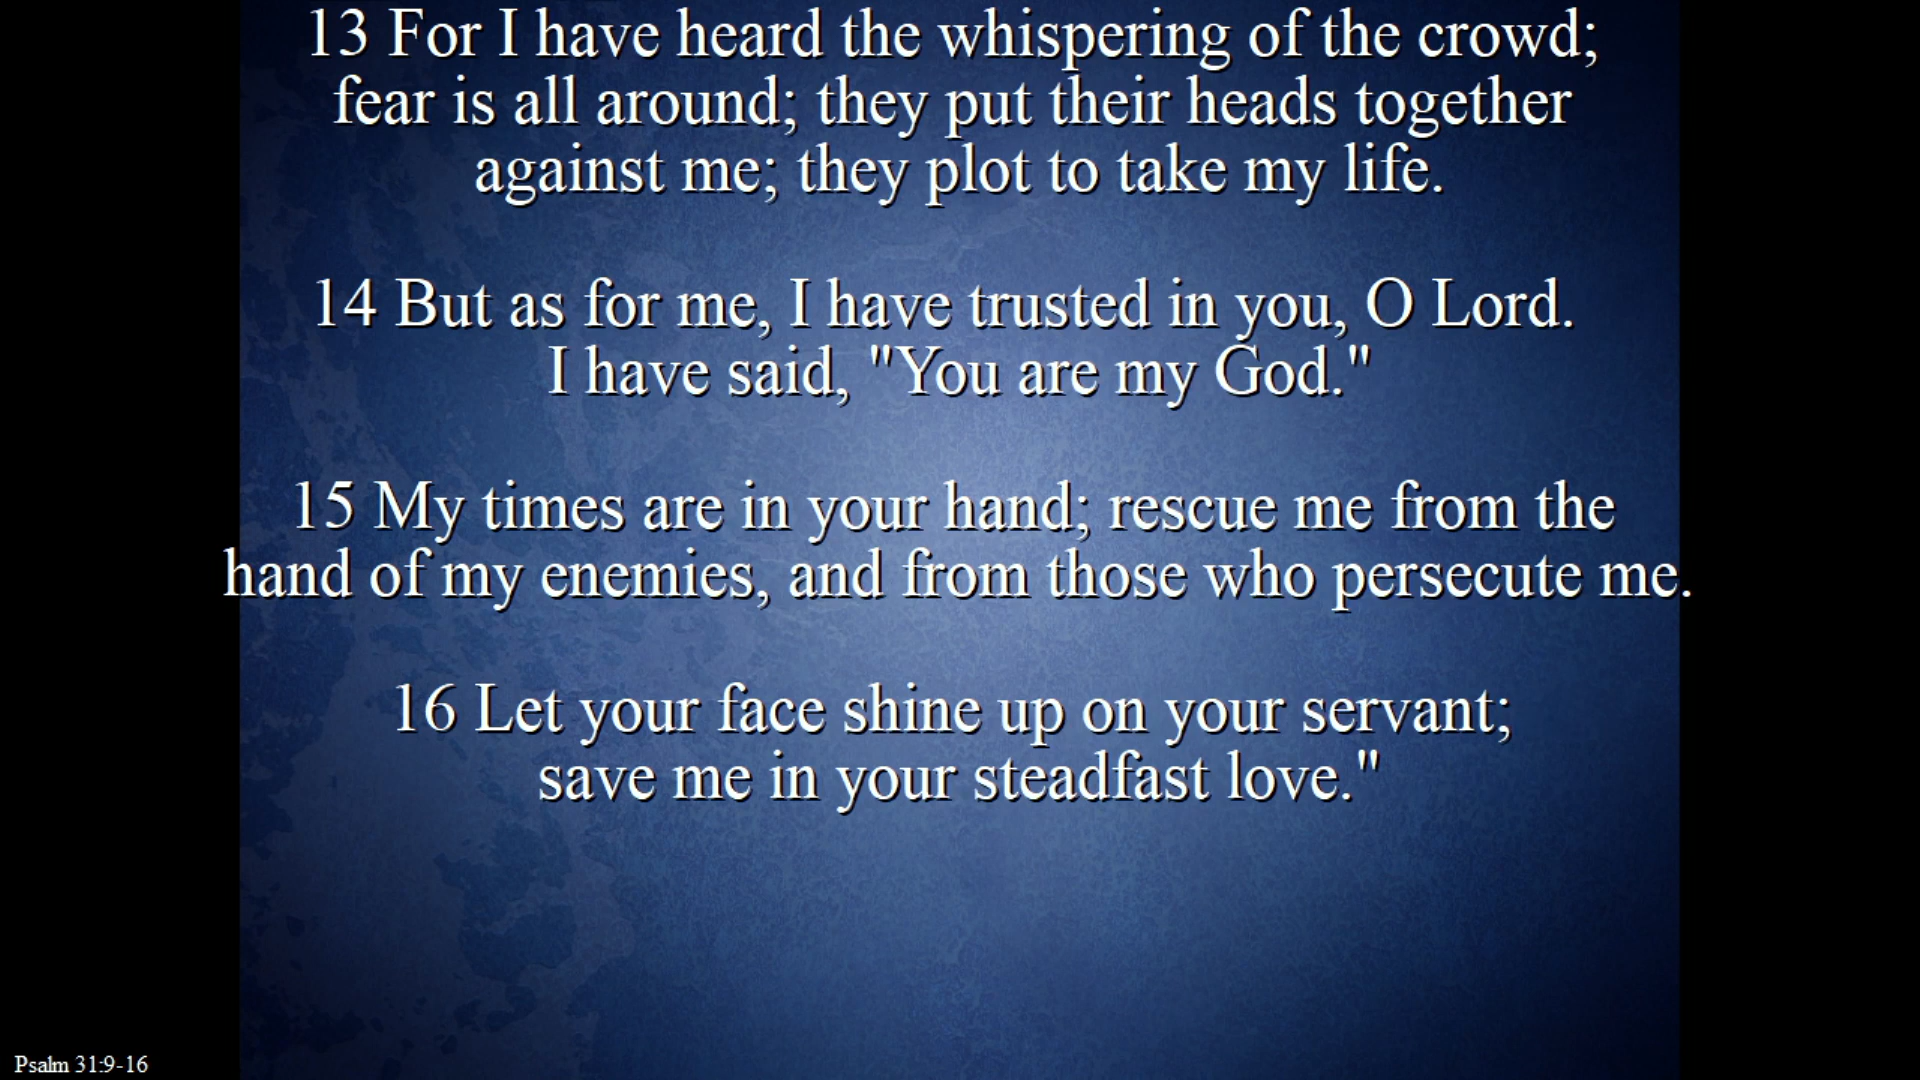 13 For I have heard the whispering of the crowd;
fear is all around; they put their heads together
against me; they plot to take my life.
14 But as for me, I have trusted in you, O Lord.
I have said, "You are my God."
15 My times are in your hand; rescue me from the
hand of my enemies, and from those who persecute me.
16 Let your face shine up on your servant;
save me in your steadfast love."
Psalm 31:9-16